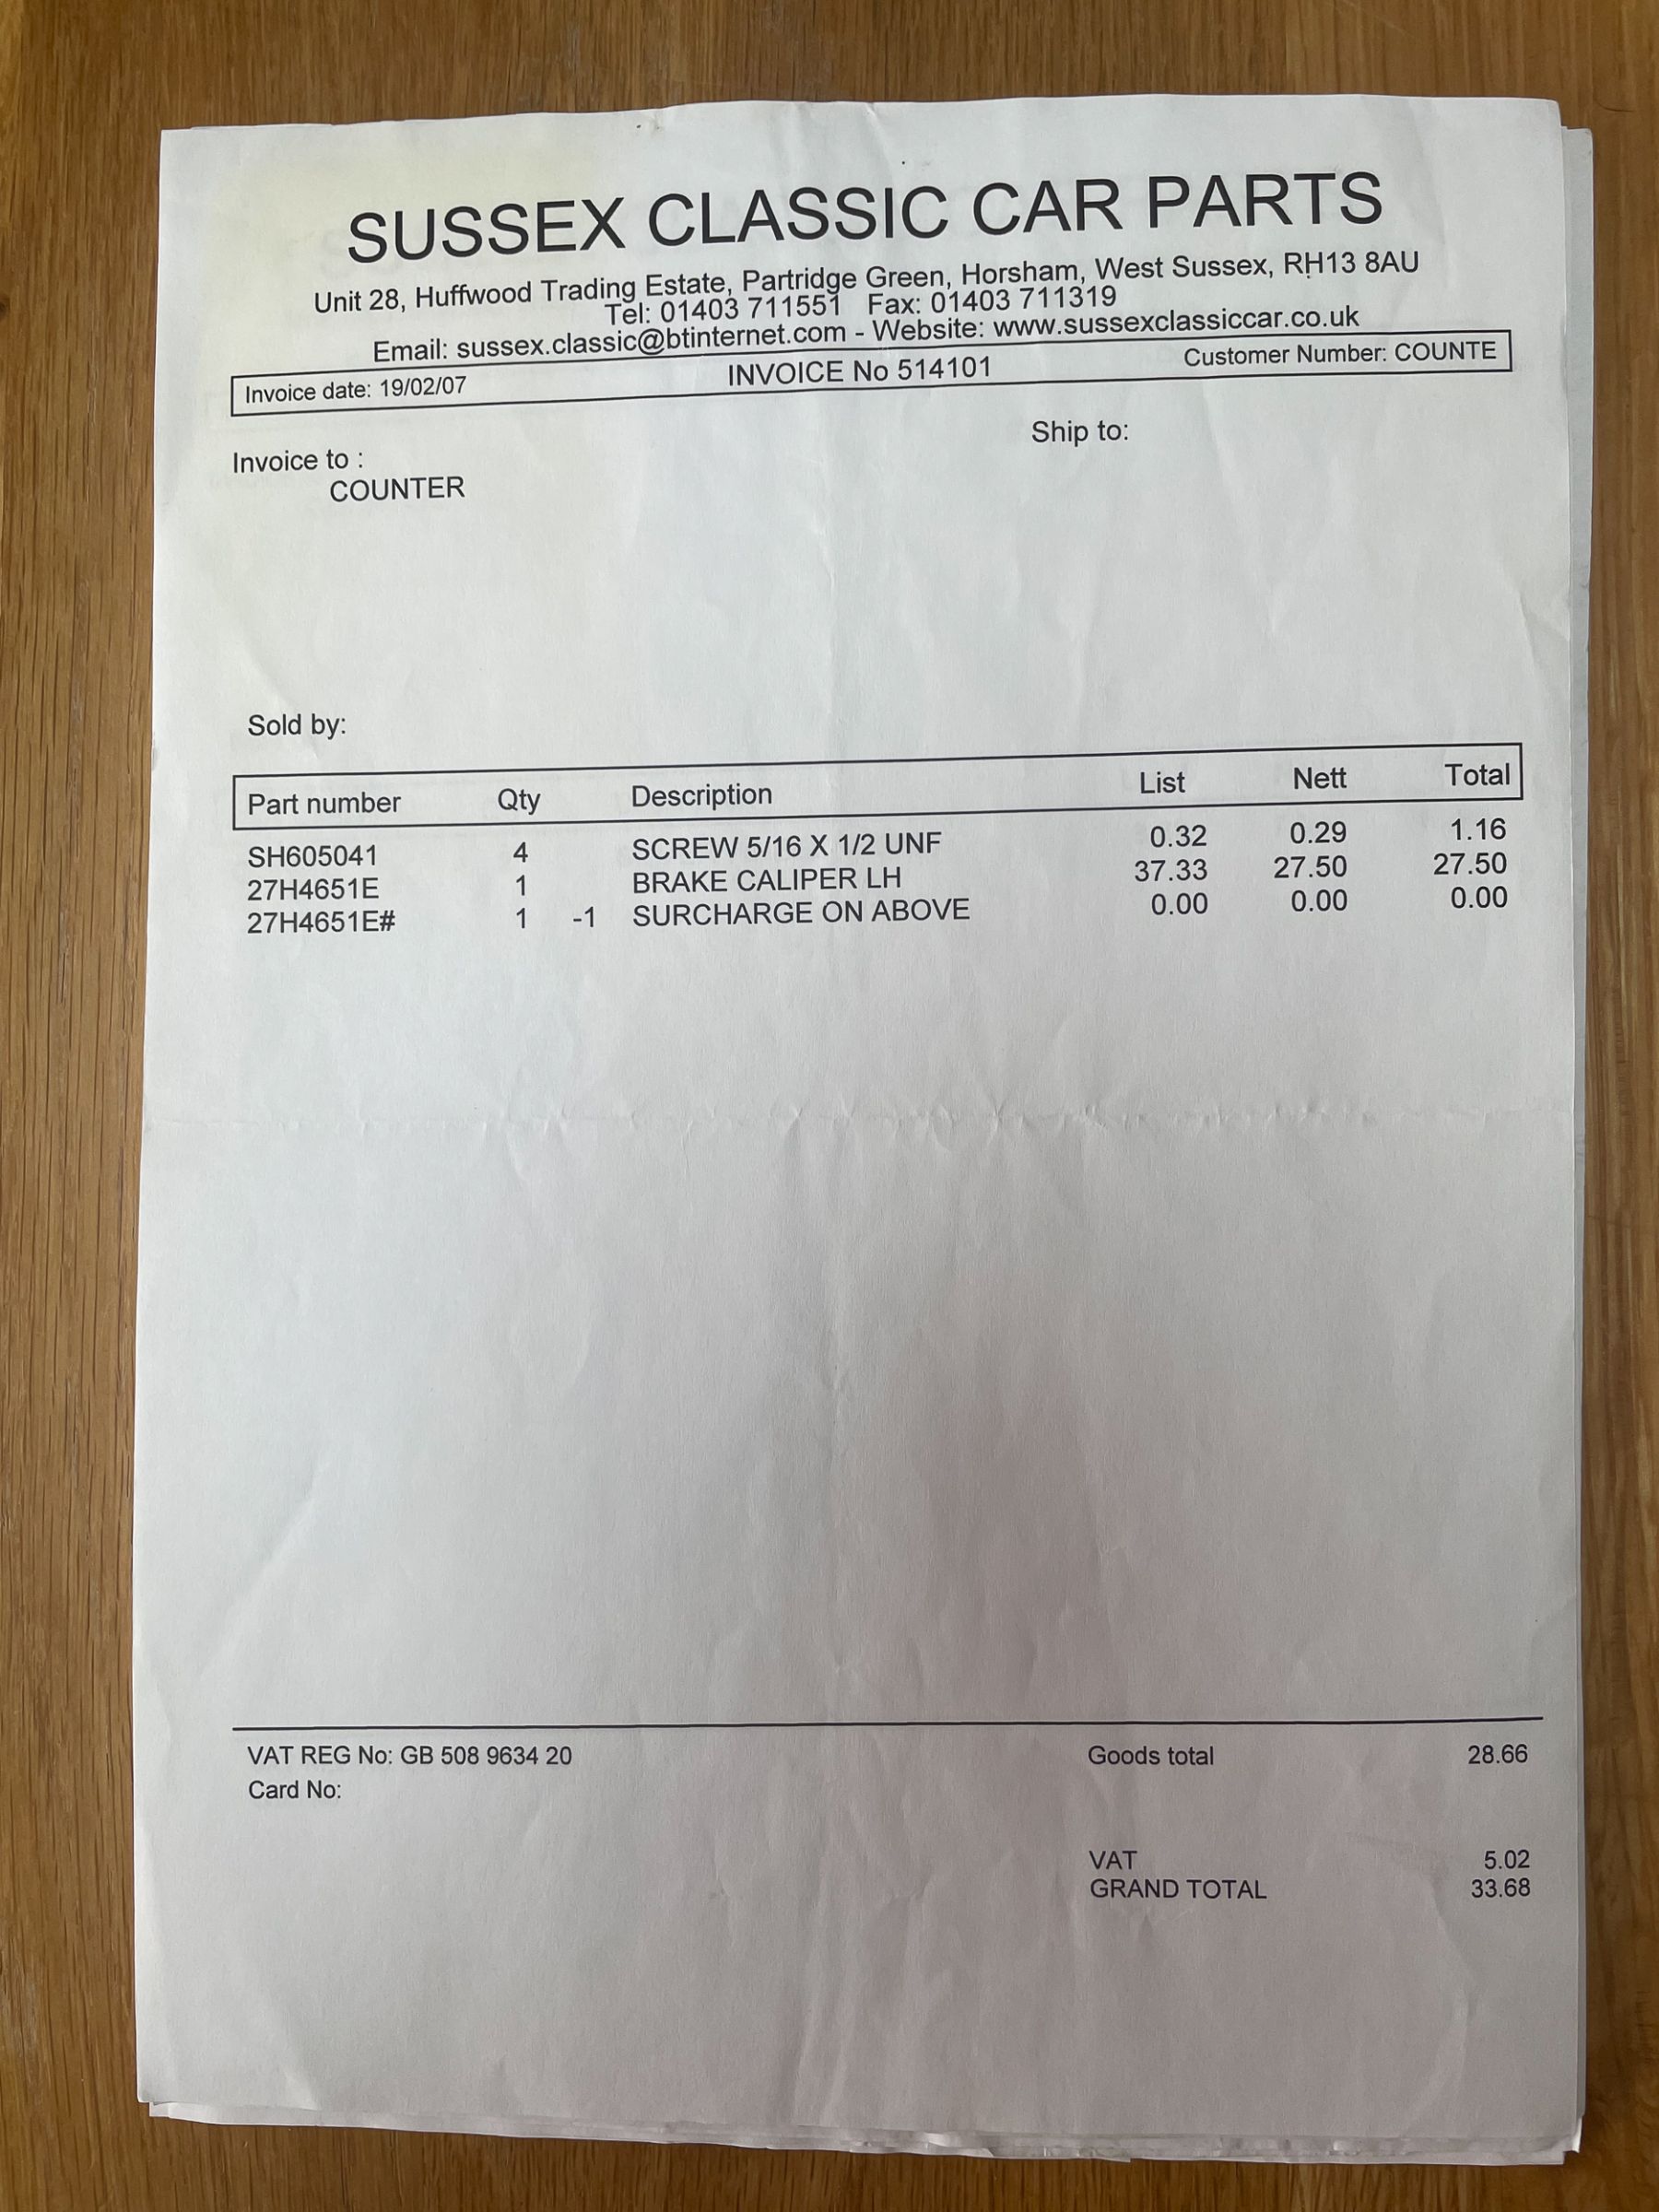 SUSSEX CLASSIC CAR PARTS
Unit 28, Huffwood Trading Estate, Partridge Green, Horsham, West Sussex, RH13 8AU
Tel: 01403 711551 Fax: 01403 711319
Email: sussex.classic@btinternet.com - Website: www.sussexclassiccar.co.uk
Invoice date: 19/02/07 INVOICE No 514101 Customer Number: COUNTE
Ship to:
Invoice to :
COUNTER
Sold by:
Part number Qty Description List Nett Total
SH605041 4 SCREW 5/16 X 1/2 UNF 0.32 0.29 1.16
27H4651E 1 BRAKE CALIPER LH 37.33 27.50 27.50
27H4651E# 1 -1 SURCHARGE ON ABOVE 0.00 0.00 0.00
VAT REG No: GB 508 9634 20 Goods total 28.66
Card No:
VAT 5.02
GRAND TOTAL 33.68